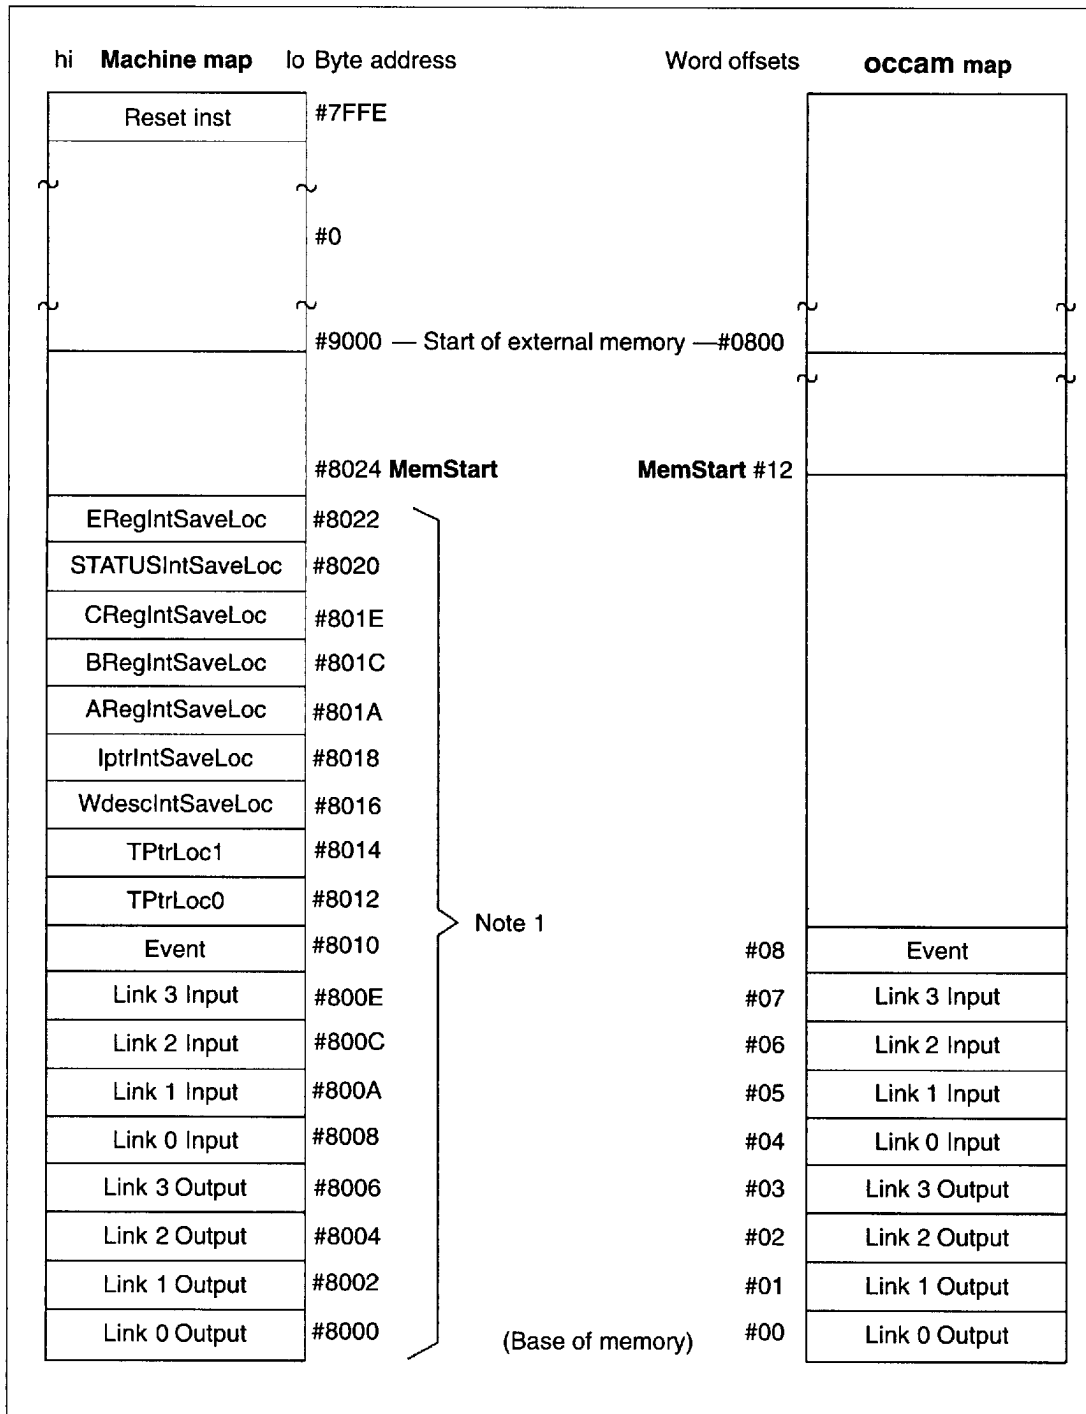 hi Machine map lo Byte address Word offsets occam map
Reset inst #7FFE
#0
#9000 — Start of external memory — #0800
#8024 MemStart MemStart #12
ERegIntSaveLoc #8022
STATUSIntSaveLoc #8020
CRegIntSaveLoc #801E
BRegIntSaveLoc #801C
ARegIntSaveLoc #801A
IptrIntSaveLoc #8018
WdescIntSaveLoc #8016
TPtrLoc1 #8014
TPtrLoc0 #8012
Note 1
Event #8010 #08 Event
Link 3 Input #800E #07 Link 3 Input
Link 2 Input #800C #06 Link 2 Input
Link 1 Input #800A #05 Link 1 Input
Link 0 Input #8008 #04 Link 0 Input
Link 3 Output #8006 #03 Link 3 Output
Link 2 Output #8004 #02 Link 2 Output
Link 1 Output #8002 #01 Link 1 Output
Link 0 Output #8000 (Base of memory) #00 Link 0 Output